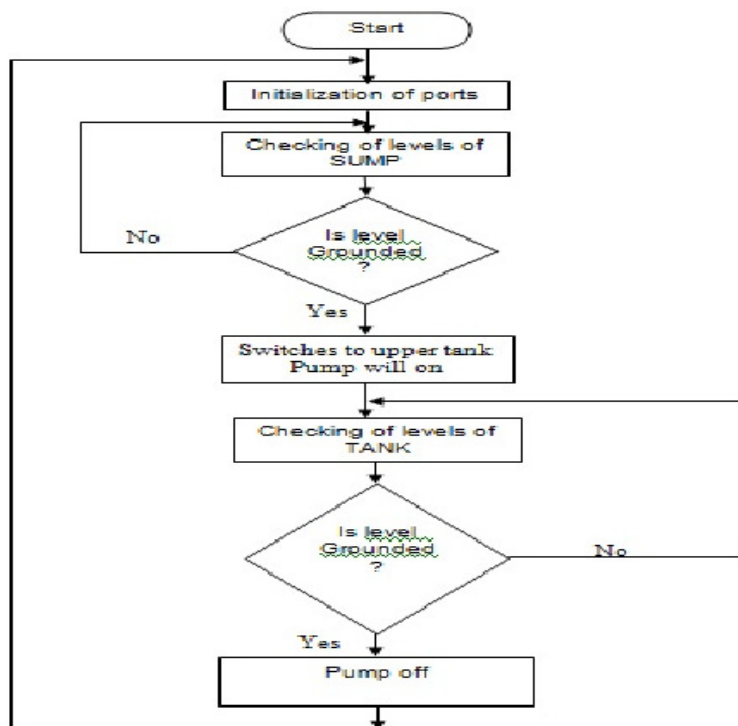 Start
Initialization of ports
Checking of levels of
SUMP
Is level
Grounded
?
No
Yes
Switches to upper tank
Pump will on
Checking of levels of
TANK
Is level
Grounded
?
No
Yes
Pump off